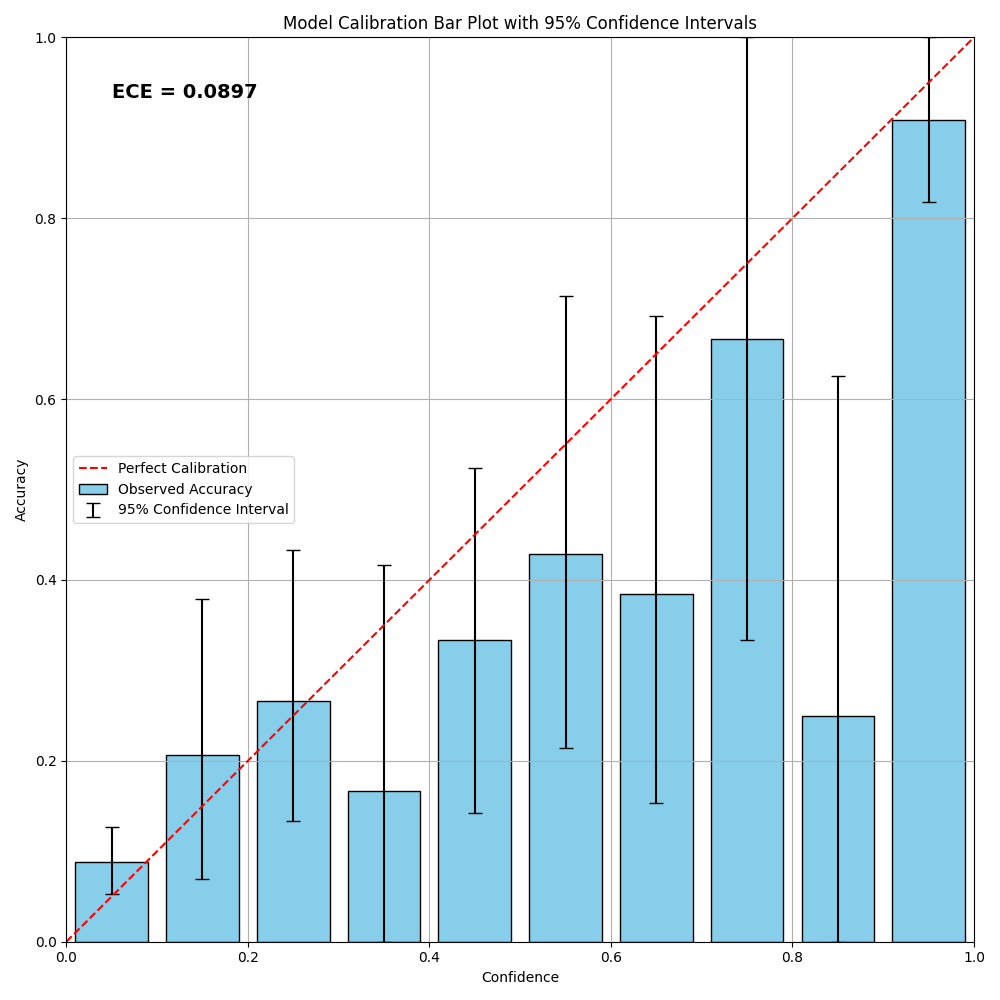 Model Calibration Bar Plot with 95% Confidence Intervals
1.0
ECE = 0.0897
0.8
0.6
Accuracy
Perfect Calibration
Observed Accuracy
95% Confidence Interval
0.4
0.2
0.0
0.0 0.2 0.4 0.6 0.8 1.0
Confidence